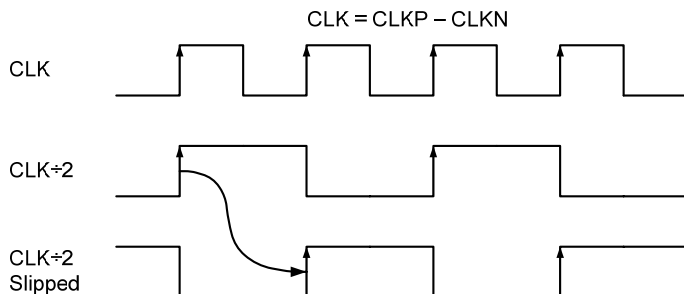 CLK = CLKP – CLKN
CLK
CLK÷2
CLK÷2
Slipped